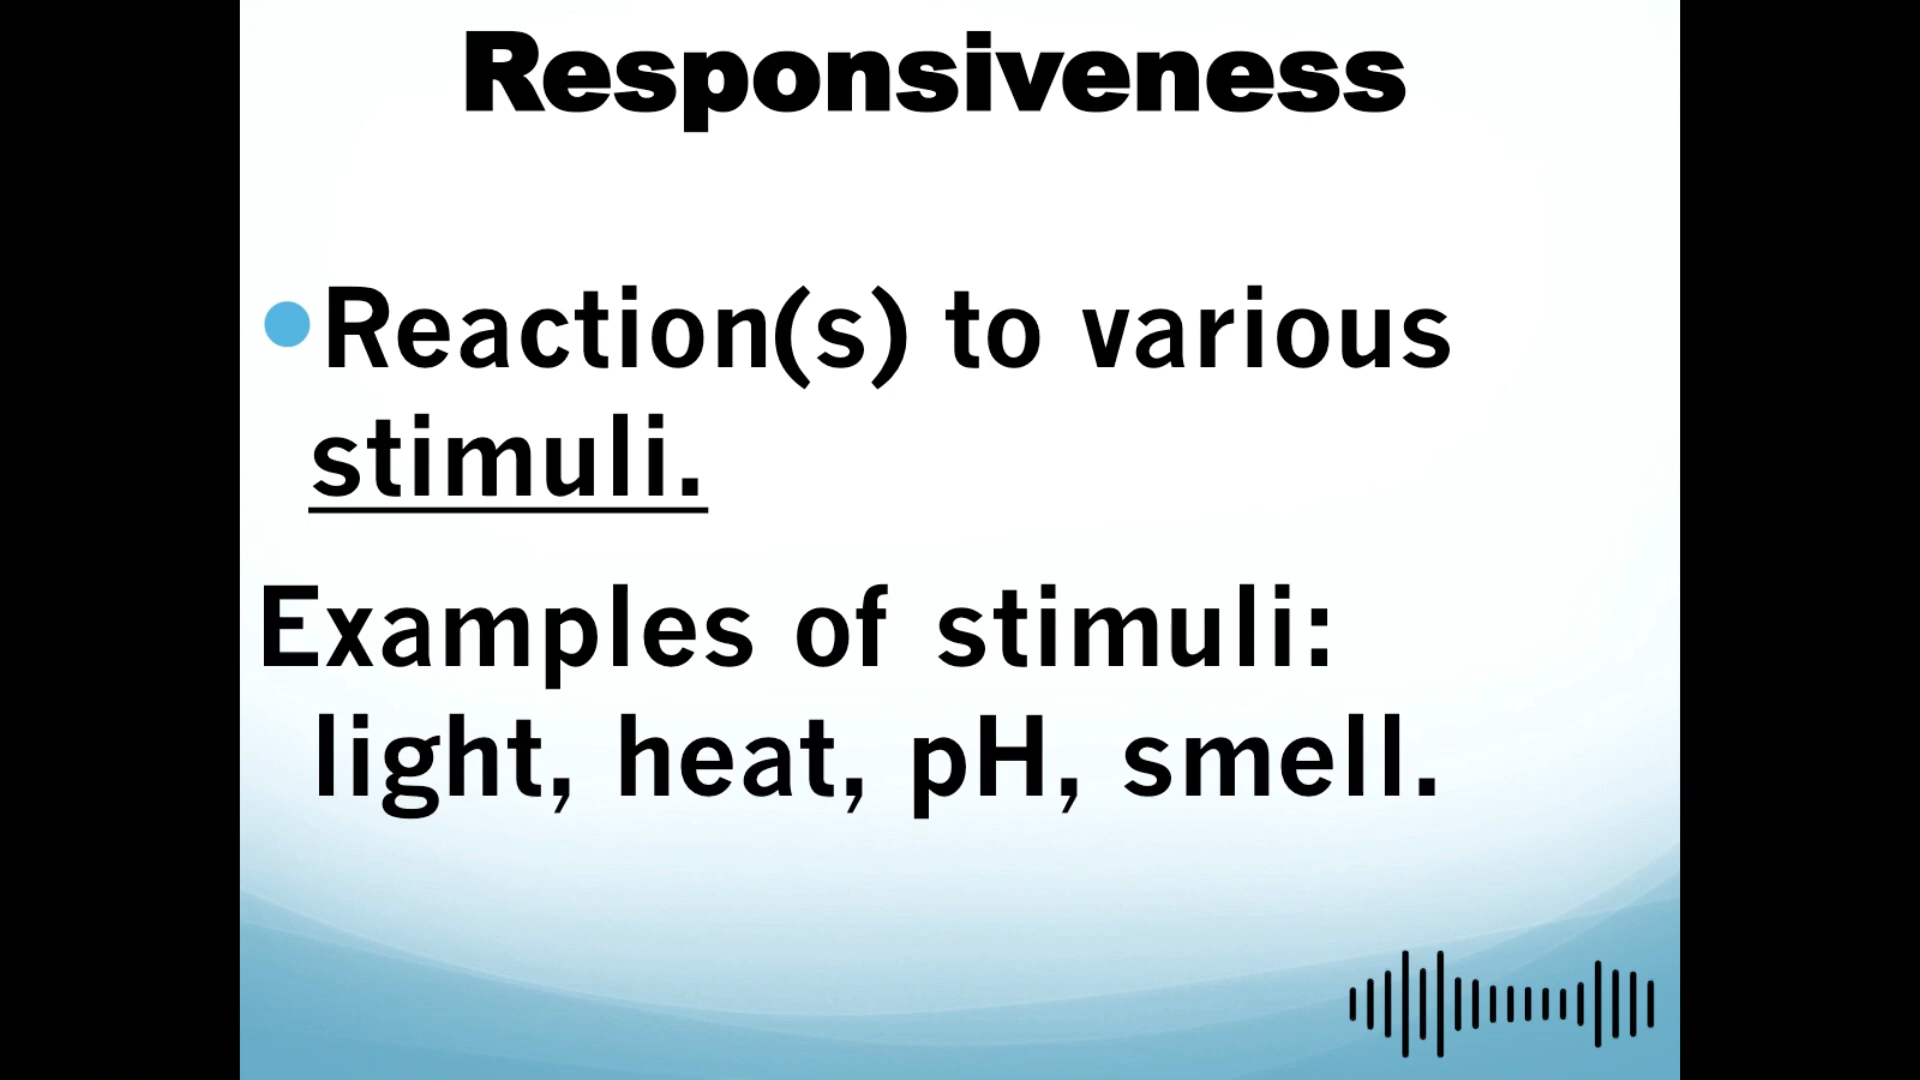 Responsiveness
Reaction(s) to various
stimuli.
Examples of stimuli:
light, heat, pH, smell.